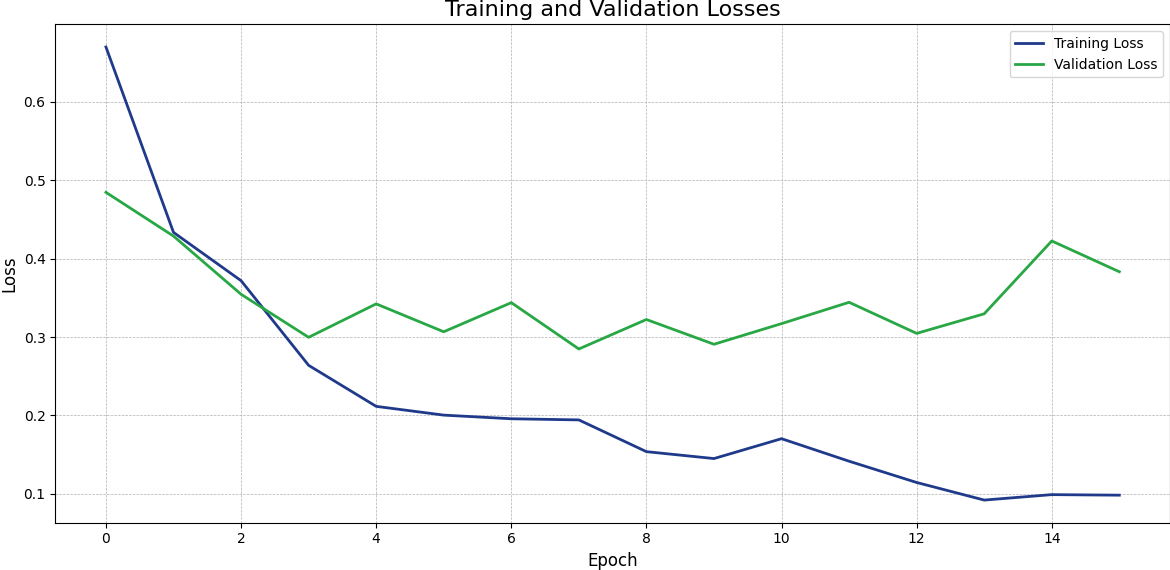 Training and Validation Losses
Training Loss
Validation Loss
Loss
0.6
0.5
0.4
0.3
0.2
0.1
0 2 4 6 8 10 12 14
Epoch